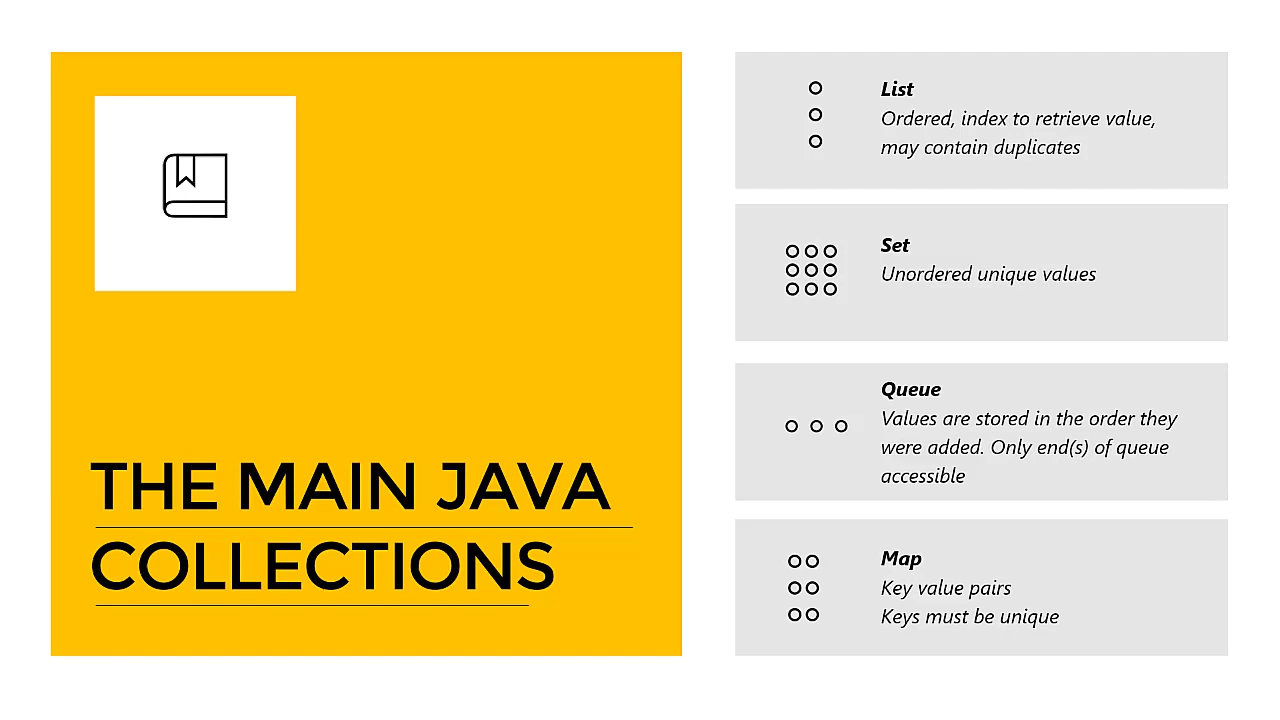 THE MAIN JAVA
COLLECTIONS
List
Ordered, index to retrieve value,
may contain duplicates
Set
Unordered unique values
Queue
Values are stored in the order they
were added. Only end(s) of queue
accessible
Map
Key value pairs
Keys must be unique